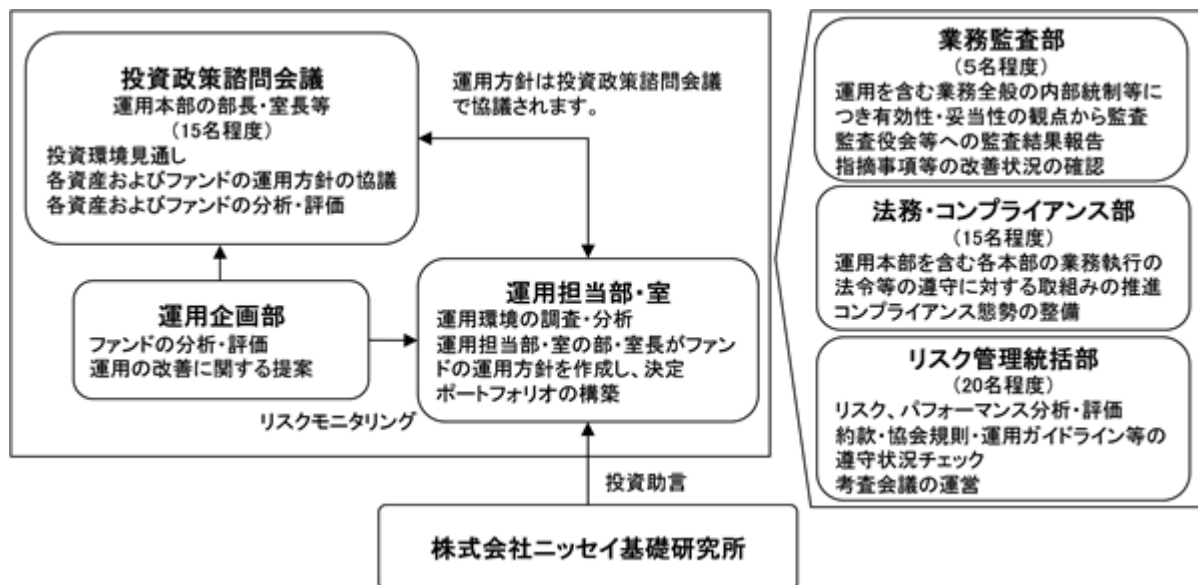 投資政策諮問会議
運用本部の部長・室長等
(15名程度)
投資環境見通し
各資産およびファンドの運用方針の協議
各資産およびファンドの分析・評価
運用方針は投資政策諮問会議
で協議されます。
運用企画部
ファンドの分析・評価
運用の改善に関する提案
運用担当部・室
運用環境の調査・分析
運用担当部・室の部・室長がファン
ドの運用方針を作成し、決定
ポートフォリオの構築
リスクモニタリング
投資助言
株式会社ニッセイ基礎研究所
業務監査部
(5名程度)
運用を含む業務全般の内部統制等に
つき有効性・妥当性の観点から監査
監査役会等への監査結果報告
指摘事項等の改善状況の確認
法務・コンプライアンス部
(15名程度)
運用本部を含む各本部の業務執行の
法令等の遵守に対する取組みの推進
コンプライアンス態勢の整備
リスク管理統括部
(20名程度)
リスク、パフォーマンス分析・評価
約款・協会規則・運用ガイドライン等の
遵守状況チェック
考査会議の運営